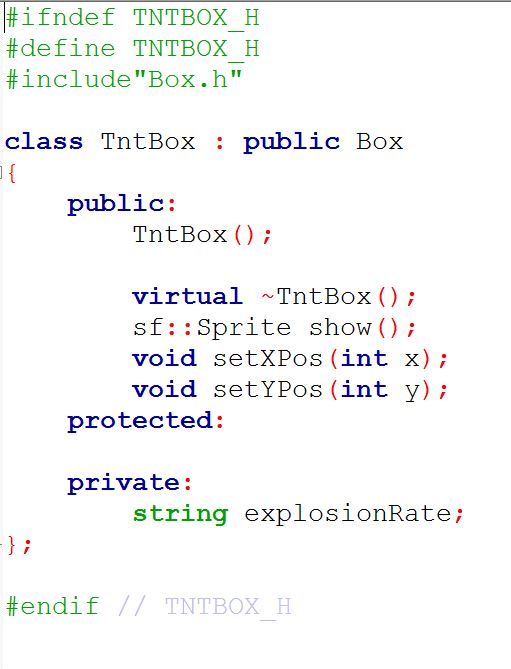 #ifndef TNTBOX_H
#define TNTBOX_H
#include"Box.h"
class TntBox : public Box
{
public:
TntBox();
virtual ~TntBox();
sf::Sprite show();
void setXPos(int x);
void setYPos(int y);
protected:
private:
string explosionRate;
};
#endif // TNTBOX_H